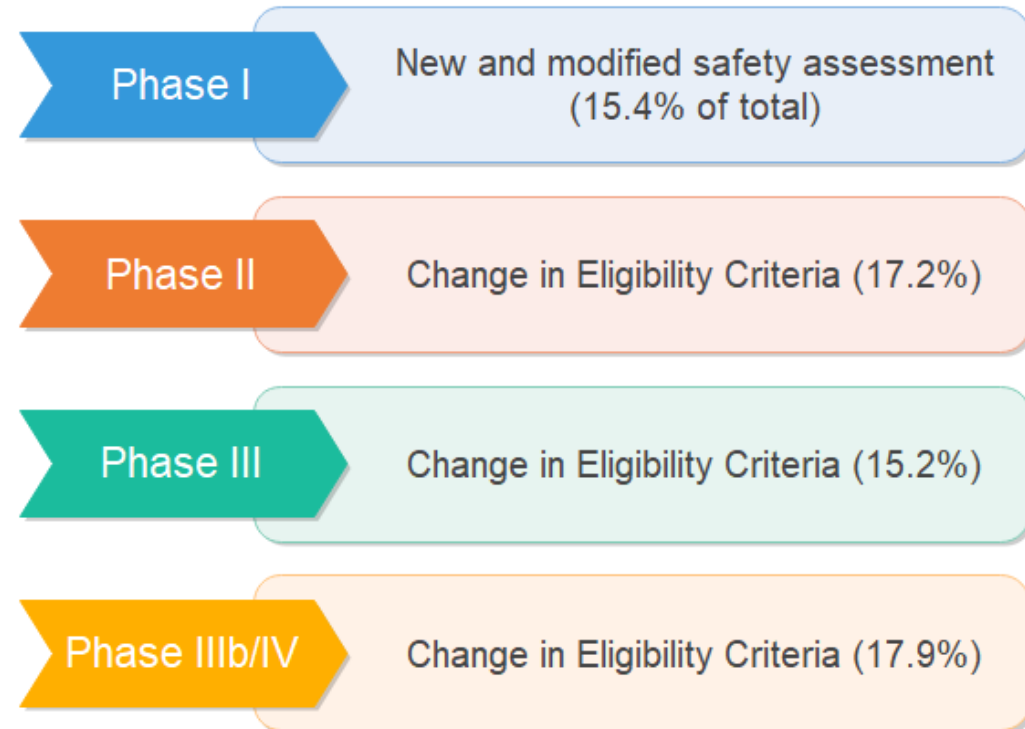 Phase I
New and modified safety assessment
(15.4% of total)
Phase II
Change in Eligibility Criteria (17.2%)
Phase III
Change in Eligibility Criteria (15.2%)
Phase IIIb/IV
Change in Eligibility Criteria (17.9%)